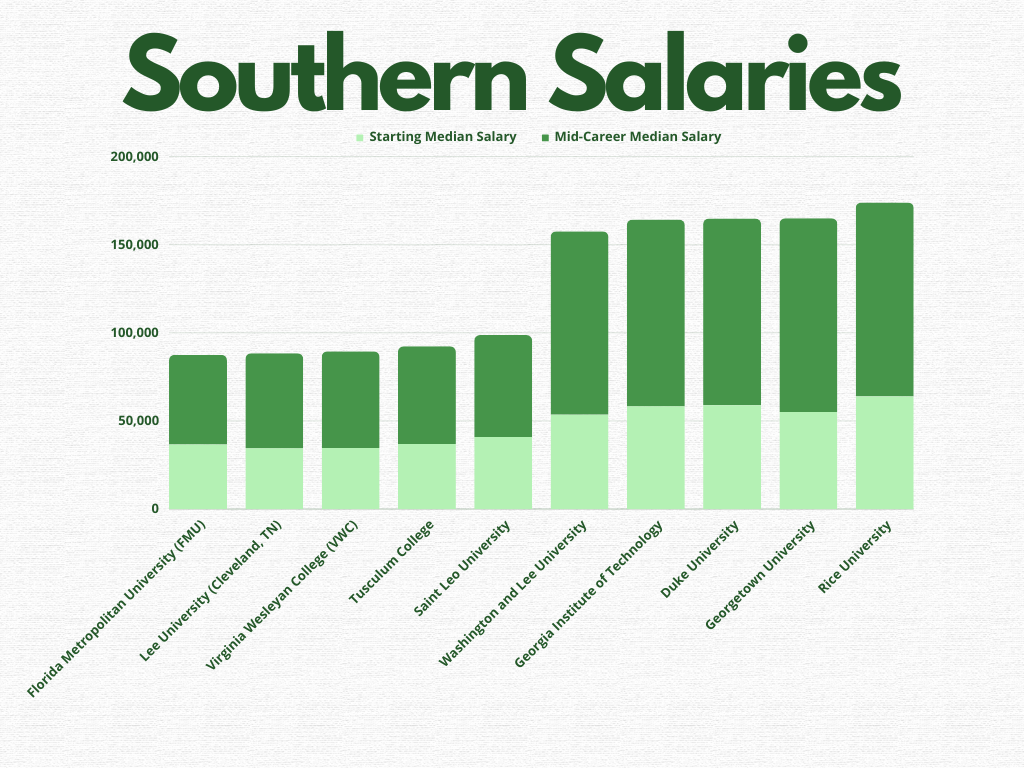 Southern Salaries
Starting Median Salary
Mid-Career Median Salary
200,000
150,000
100,000
50,000
0
Florida Metropolitan University (FMU)
Lee University (Cleveland, TN)
Virginia Wesleyan College (VWC)
Tusculum College
Saint Leo University
Washington and Lee University
Georgia Institute of Technology
Duke University
Georgetown University
Rice University